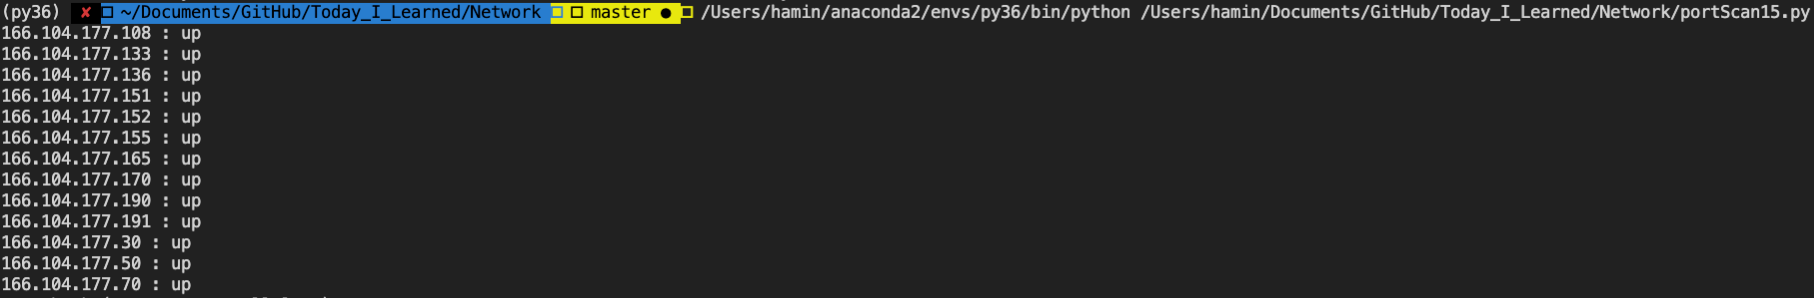 (py36) ✘ ~/Documents/GitHub/Today_I_Learned/Network master ● /Users/hamin/anaconda2/envs/py36/bin/python /Users/hamin/Documents/GitHub/Today_I_Learned/Network/portScan15.py
166.104.177.108 : up
166.104.177.133 : up
166.104.177.136 : up
166.104.177.151 : up
166.104.177.152 : up
166.104.177.155 : up
166.104.177.165 : up
166.104.177.170 : up
166.104.177.190 : up
166.104.177.191 : up
166.104.177.30 : up
166.104.177.50 : up
166.104.177.70 : up